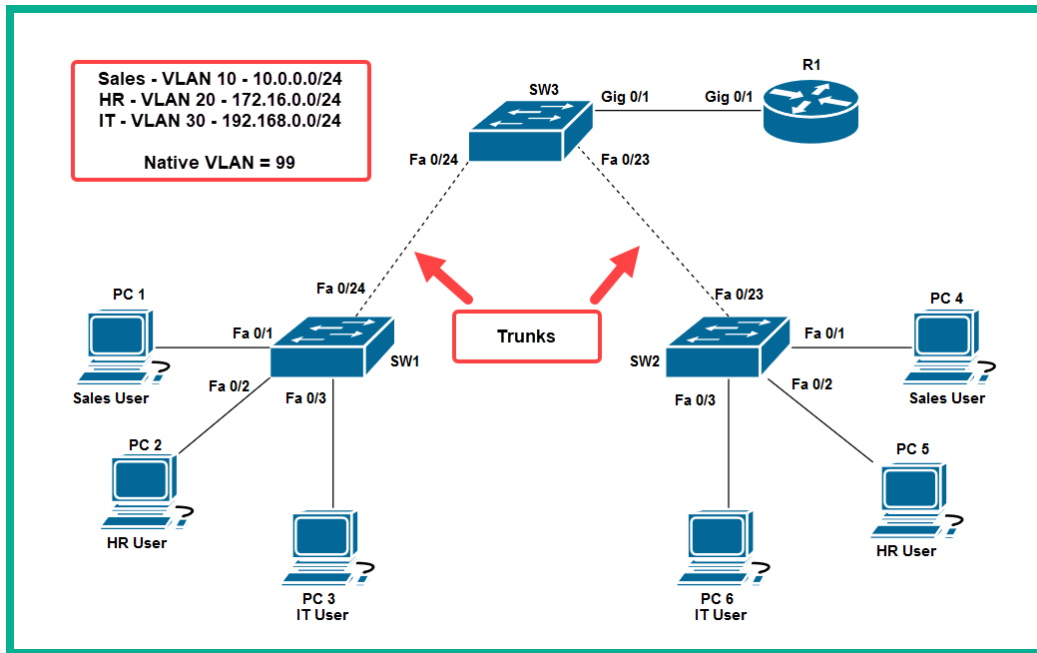 Sales - VLAN 10 - 10.0.0.0/24
HR - VLAN 20 - 172.16.0.0/24
IT - VLAN 30 - 192.168.0.0/24
Native VLAN = 99
R1
SW3
Gig 0/1
Gig 0/1
Fa 0/24
Fa 0/23
Fa 0/24
Fa 0/23
Trunks
PC 1
Fa 0/1
SW1
Sales User
Fa 0/2
Fa 0/3
PC 2
HR User
PC 3
IT User
PC 4
Fa 0/1
SW2
Sales User
Fa 0/2
Fa 0/3
PC 5
HR User
PC 6
IT User